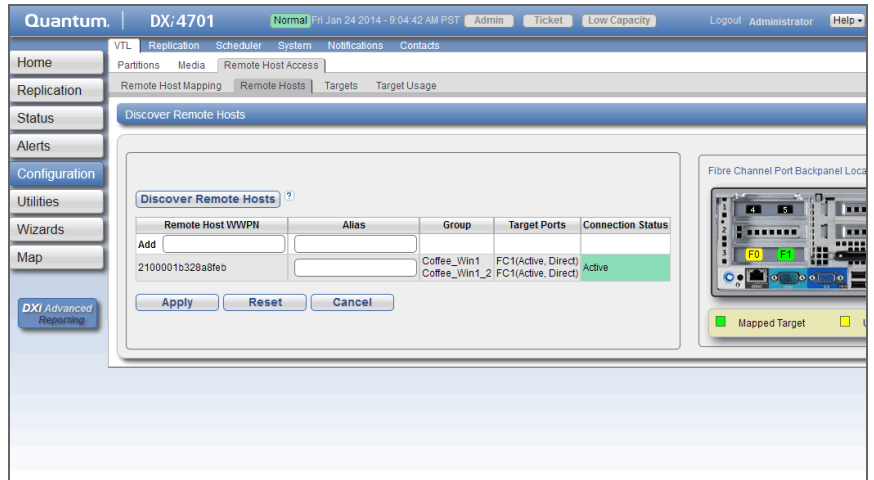 Quantum. DXi4701 Normal Fri Jan 24 2014 - 9:04:42 AM PST Admin Ticket Low Capacity Logout Administrator Help
VTL Replication Scheduler System Notifications Contacts
Home
Partitions Media Remote Host Access
Replication
Remote Host Mapping Remote Hosts Targets Target Usage
Status
Discover Remote Hosts
Alerts
Configuration
Utilities
Wizards
Map
DXi Advanced
Reporting
Discover Remote Hosts ?
Remote Host WWPN Alias Group Target Ports Connection Status
Add
2100001b328a8feb
Coffee_Win1 FC1(Active, Direct)
Coffee_Win1_2 FC1(Active, Direct)
Active
Apply Reset Cancel
Fibre Channel Port Backpanel Loca
1 4 5 1
2
3 F0 F1
Mapped Target U